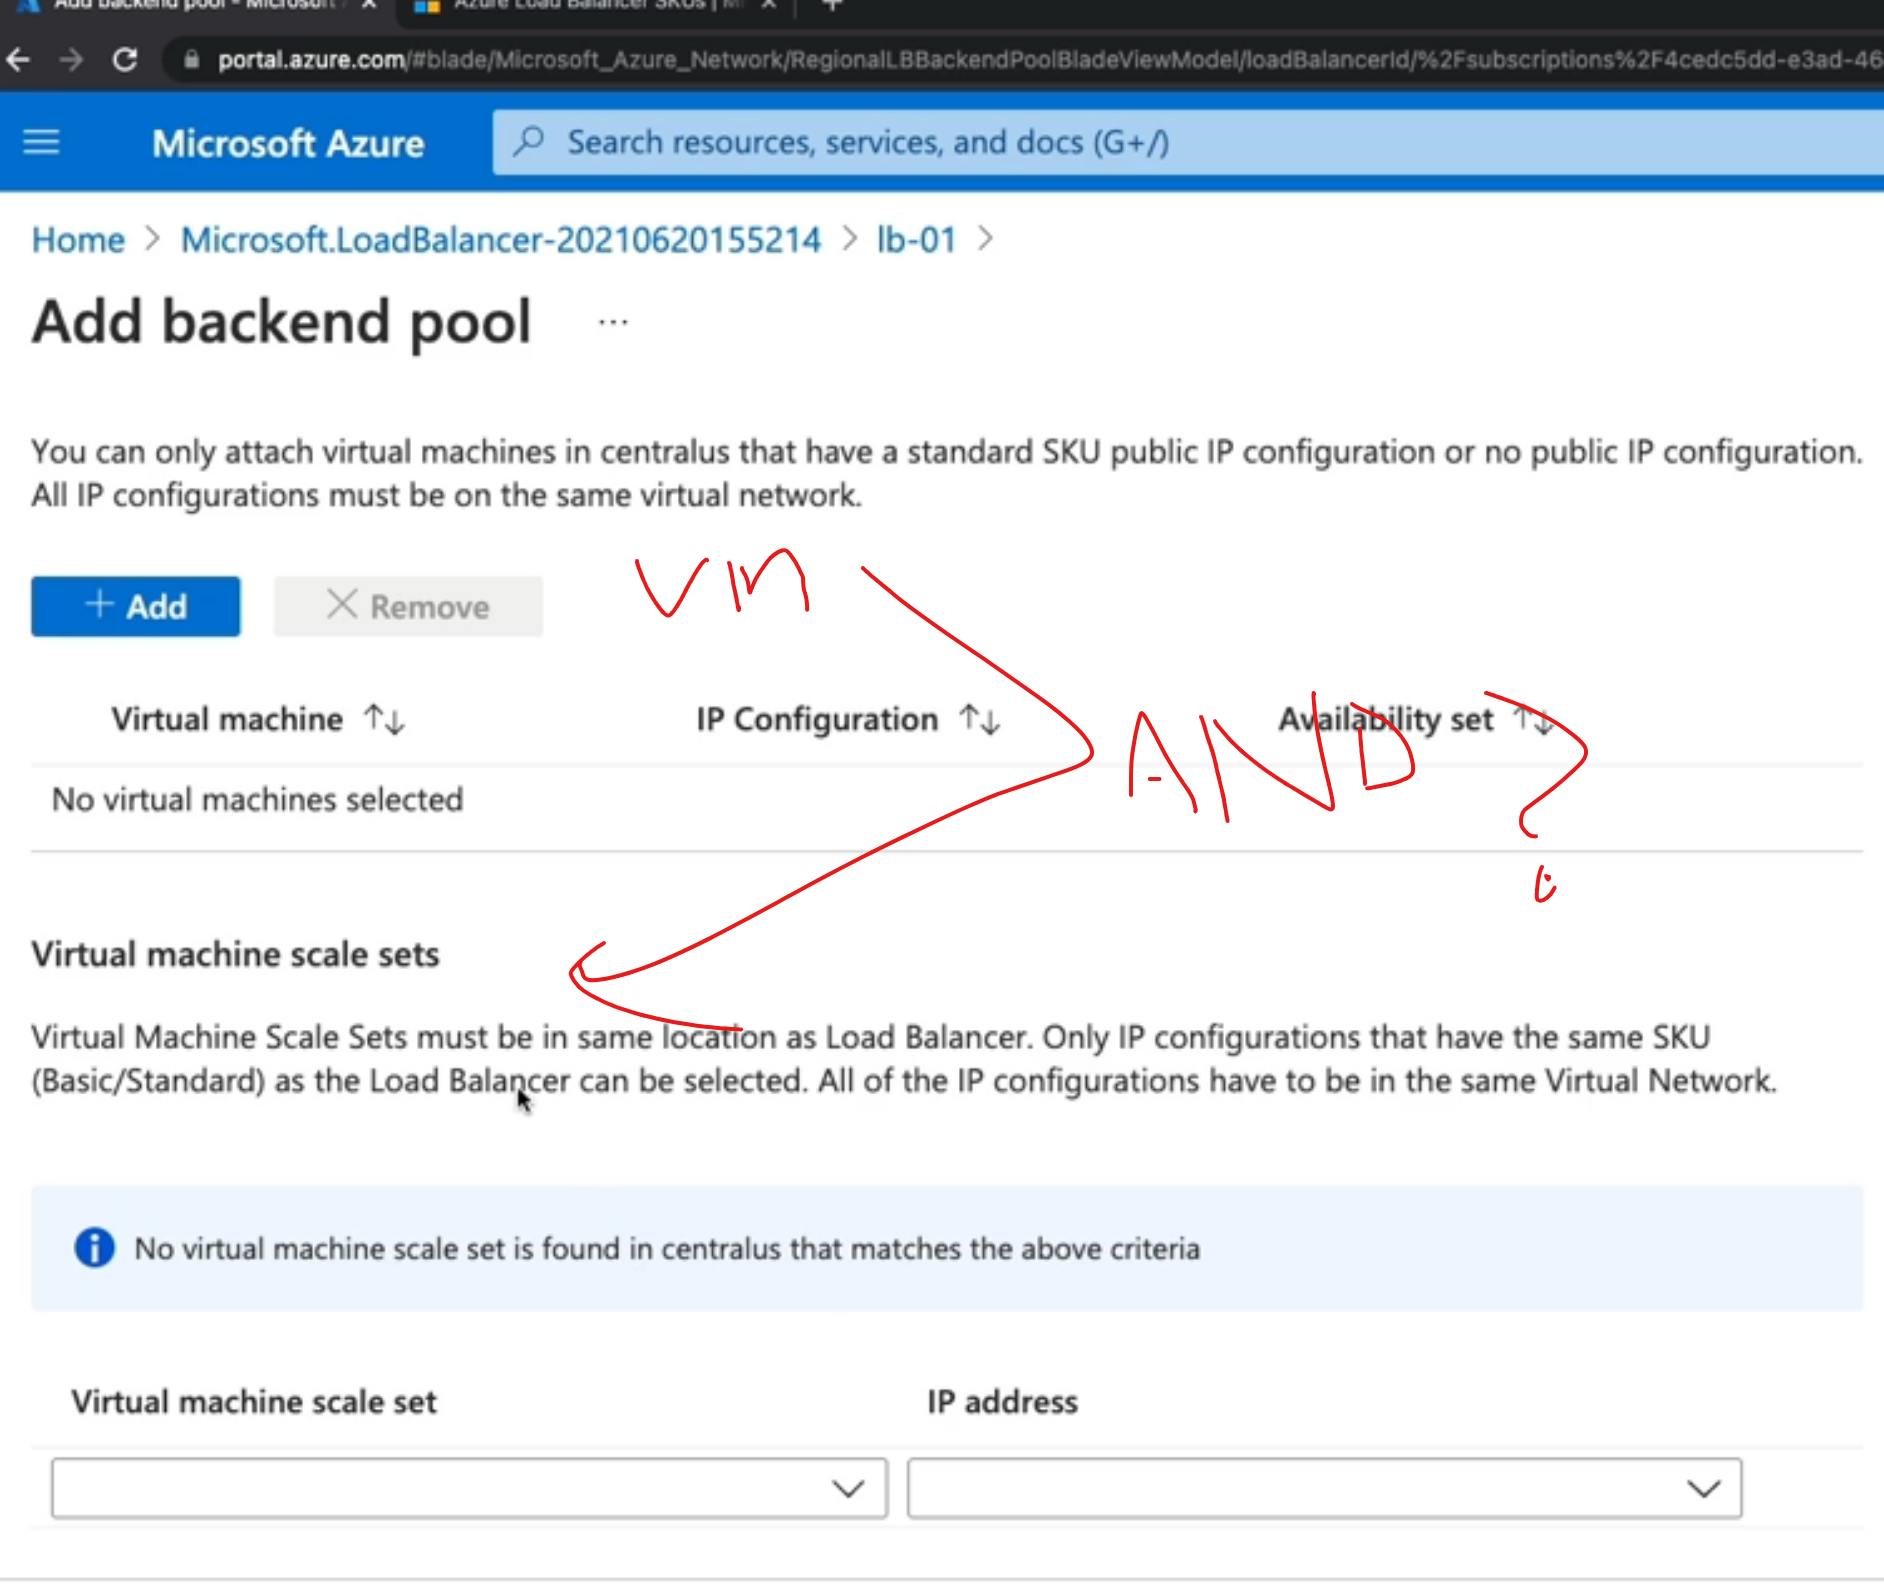 Add backend pool - Microsoft
Azure Load Balancer SKUs | Mi
portal.azure.com/#blade/Microsoft_Azure_Network/RegionalLBBackendPoolBladeViewModel/loadBalancerId/%2Fsubscriptions%2F4cedc5dd-e3ad-46
Microsoft Azure
Search resources, services, and docs (G+/)
Home > Microsoft.LoadBalancer-20210620155214 > lb-01 >
Add backend pool ...
You can only attach virtual machines in centralus that have a standard SKU public IP configuration or no public IP configuration.
All IP configurations must be on the same virtual network.
+ Add
Remove
vm
Virtual machine ↑↓
IP Configuration ↑↓
Availability set ↑↓
AND ?
No virtual machines selected
Virtual machine scale sets
Virtual Machine Scale Sets must be in same location as Load Balancer. Only IP configurations that have the same SKU
(Basic/Standard) as the Load Balancer can be selected. All of the IP configurations have to be in the same Virtual Network.
No virtual machine scale set is found in centralus that matches the above criteria
Virtual machine scale set
IP address